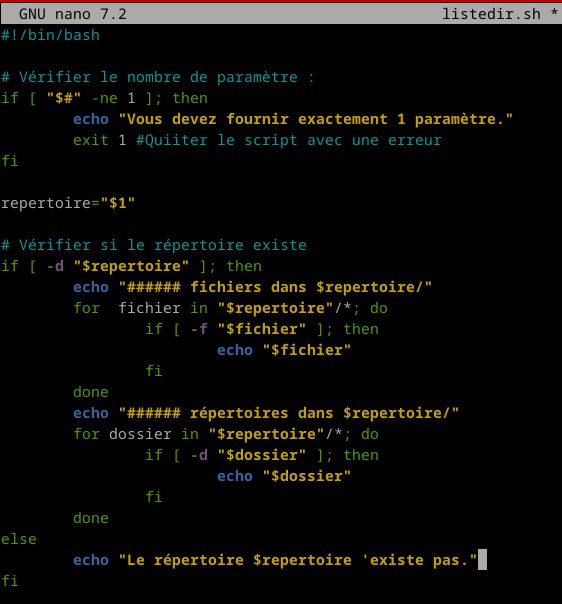 GNU nano 7.2 listedir.sh *
#!/bin/bash
# Vérifier le nombre de paramètre :
if [ "$#" -ne 1 ]; then
echo "Vous devez fournir exactement 1 paramètre."
exit 1 #Quiiter le script avec une erreur
fi
repertoire="$1"
# Vérifier si le répertoire existe
if [ -d "$repertoire" ]; then
echo "###### fichiers dans $repertoire/"
for  fichier in "$repertoire"/*; do
if [ -f "$fichier" ]; then
echo "$fichier"
fi
done
echo "###### répertoires dans $repertoire/"
for dossier in "$repertoire"/*; do
if [ -d "$dossier" ]; then
echo "$dossier"
fi
done
else
echo "Le répertoire $repertoire 'existe pas."
fi